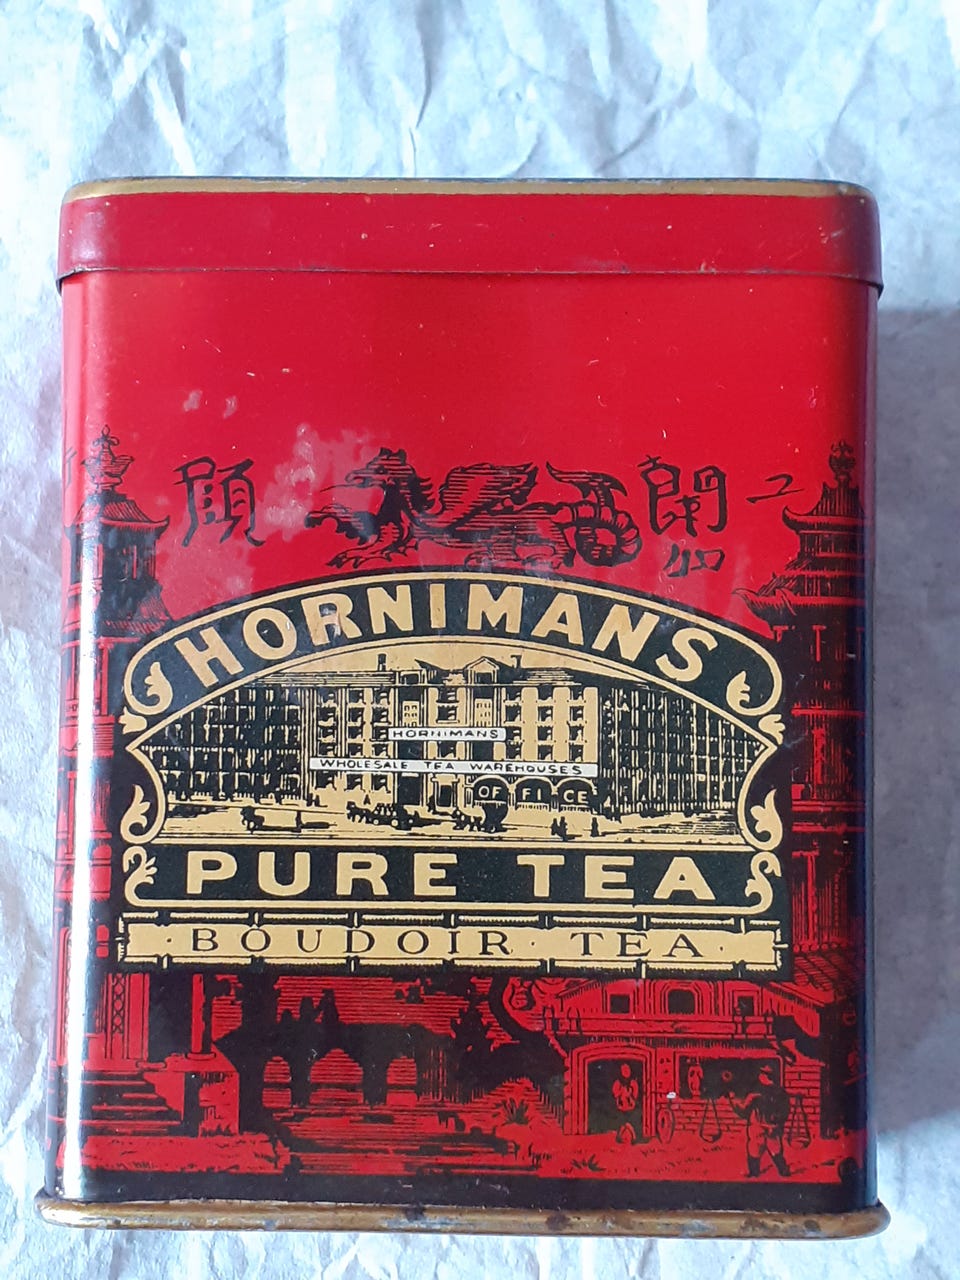 HORNIMANS
HORNIMANS
WHOLESALE TEA WAREHOUSES
OFFICE
PURE TEA
·BOUDOIR·TEA·